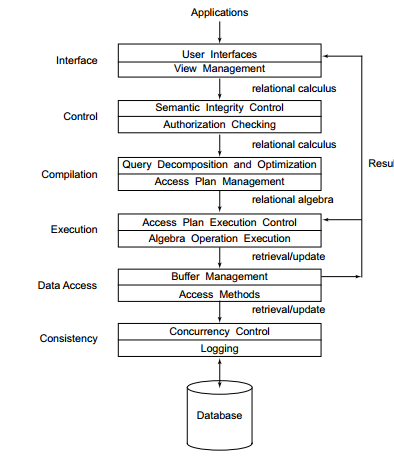 Applications
Interface
User Interfaces
View Management
relational calculus
Control
Semantic Integrity Control
Authorization Checking
relational calculus
Compilation
Query Decomposition and Optimization
Access Plan Management
relational algebra
Execution
Access Plan Execution Control
Algebra Operation Execution
retrieval/update
Data Access
Buffer Management
Access Methods
retrieval/update
Consistency
Concurrency Control
Logging
Database